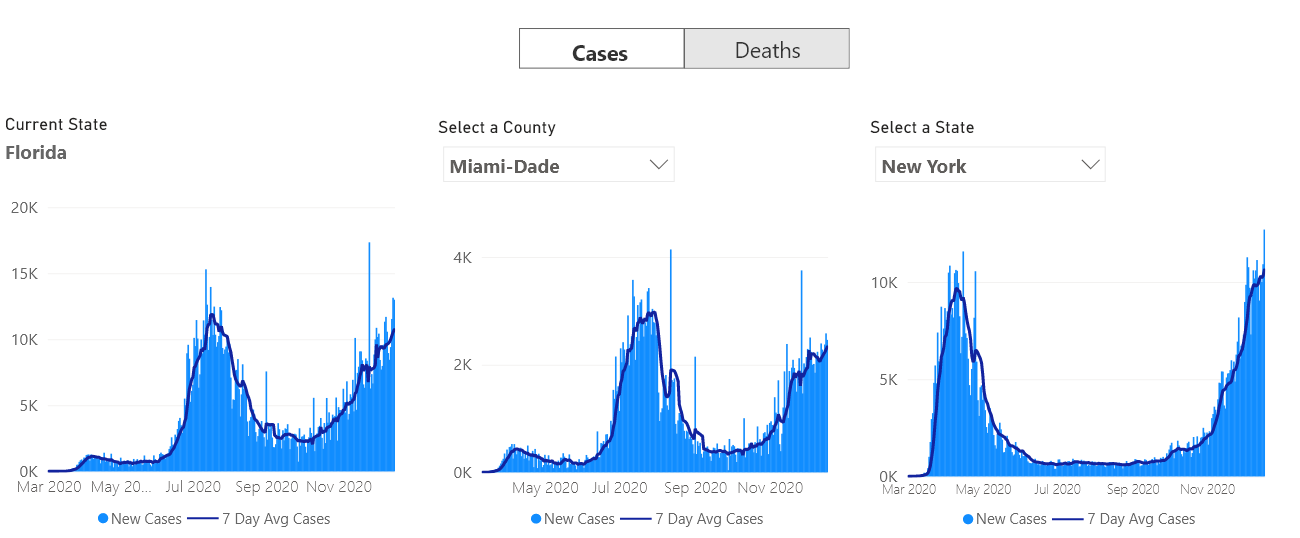 Cases
Deaths
Current State
Florida
20K
15K
10K
5K
0K
Mar 2020 May 20... Jul 2020 Sep 2020 Nov 2020
New Cases 7 Day Avg Cases
Select a County
Miami-Dade
4K
2K
0K
May 2020 Jul 2020 Sep 2020 Nov 2020
New Cases 7 Day Avg Cases
Select a State
New York
10K
5K
0K
Mar 2020 May 2020 Jul 2020 Sep 2020 Nov 2020
New Cases 7 Day Avg Cases